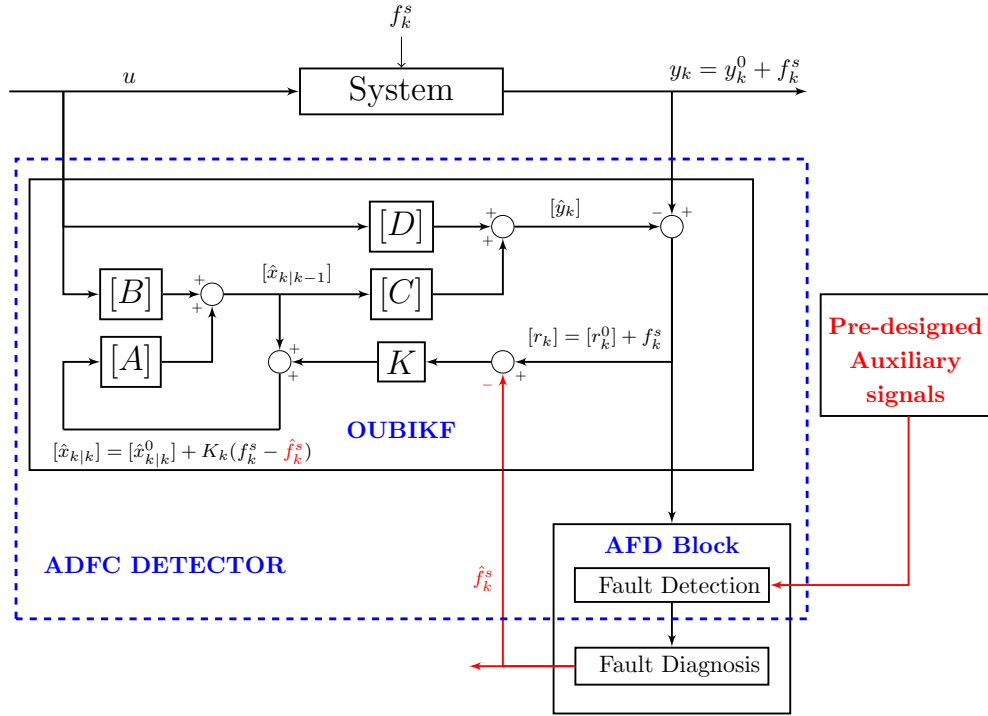 f_k^s
u
System
y_k = y_k^0 + f_k^s
[D]
+
+
[ŷ_k]
−
+
[B]
+
+
[x̂_{k|k−1}]
[C]
[A]
+
+
K
−
+
[r_k] = [r_k^0] + f_k^s
Pre-designed
Auxiliary
signals
OUBIKF
[x̂_{k|k}] = [x̂_{k|k}^0] + K_k(f_k^s − f̂_k^s)
ADFC DETECTOR
AFD Block
f̂_k^s
Fault Detection
Fault Diagnosis